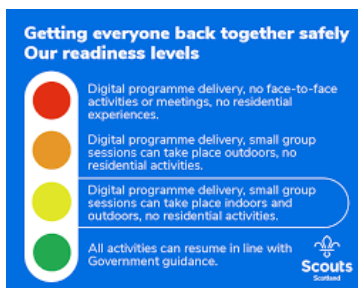 Getting everyone back together safely
Our readiness levels
Digital programme delivery, no face-to-face
activities or meetings, no residential
experiences.
Digital programme delivery, small group
sessions can take place outdoors, no
residential activities.
Digital programme delivery, small group
sessions can take place indoors and
outdoors, no residential activities.
All activities can resume in line with
Government guidance.
Scouts
Scotland